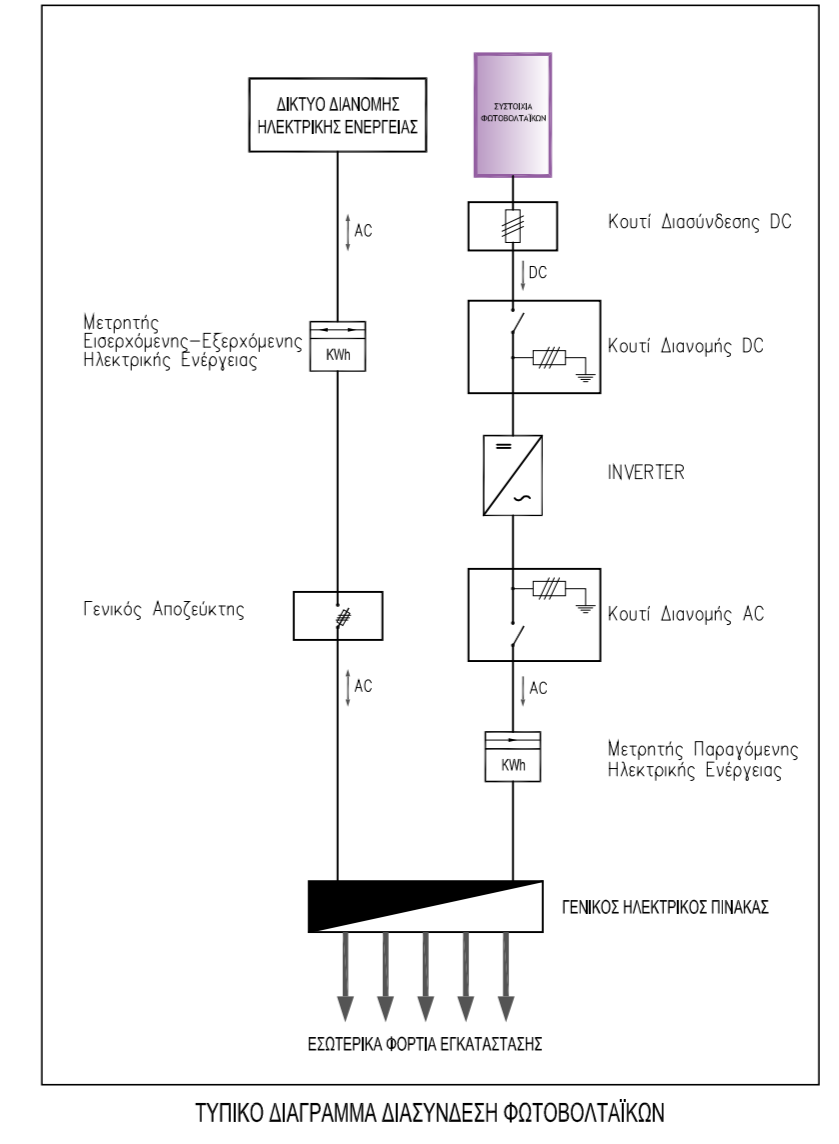 ΔΙΚΤΥΟ ΔΙΑΝΟΜΗΣ
ΗΛΕΚΤΡΙΚΗΣ ΕΝΕΡΓΕΙΑΣ
ΣΥΣΤΟΙΧΙΑ
ΦΩΤΟΒΟΛΤΑΪΚΩΝ
Κουτί Διασύνδεσης DC
AC
DC
Μετρητής
Εισερχόμενης-Εξερχόμενης
Ηλεκτρικής Ενέργειας
KWh
Κουτί Διανομής DC
INVERTER
Γενικός Αποζεύκτης
Κουτί Διανομής AC
AC
AC
Μετρητής Παραγόμενης
Ηλεκτρικής Ενέργειας
KWh
ΓΕΝΙΚΟΣ ΗΛΕΚΤΡΙΚΟΣ ΠΙΝΑΚΑΣ
ΕΣΩΤΕΡΙΚΑ ΦΟΡΤΙΑ ΕΓΚΑΤΑΣΤΑΣΗΣ
ΤΥΠΙΚΟ ΔΙΑΓΡΑΜΜΑ ΔΙΑΣΥΝΔΕΣΗ ΦΩΤΟΒΟΛΤΑΪΚΩΝ